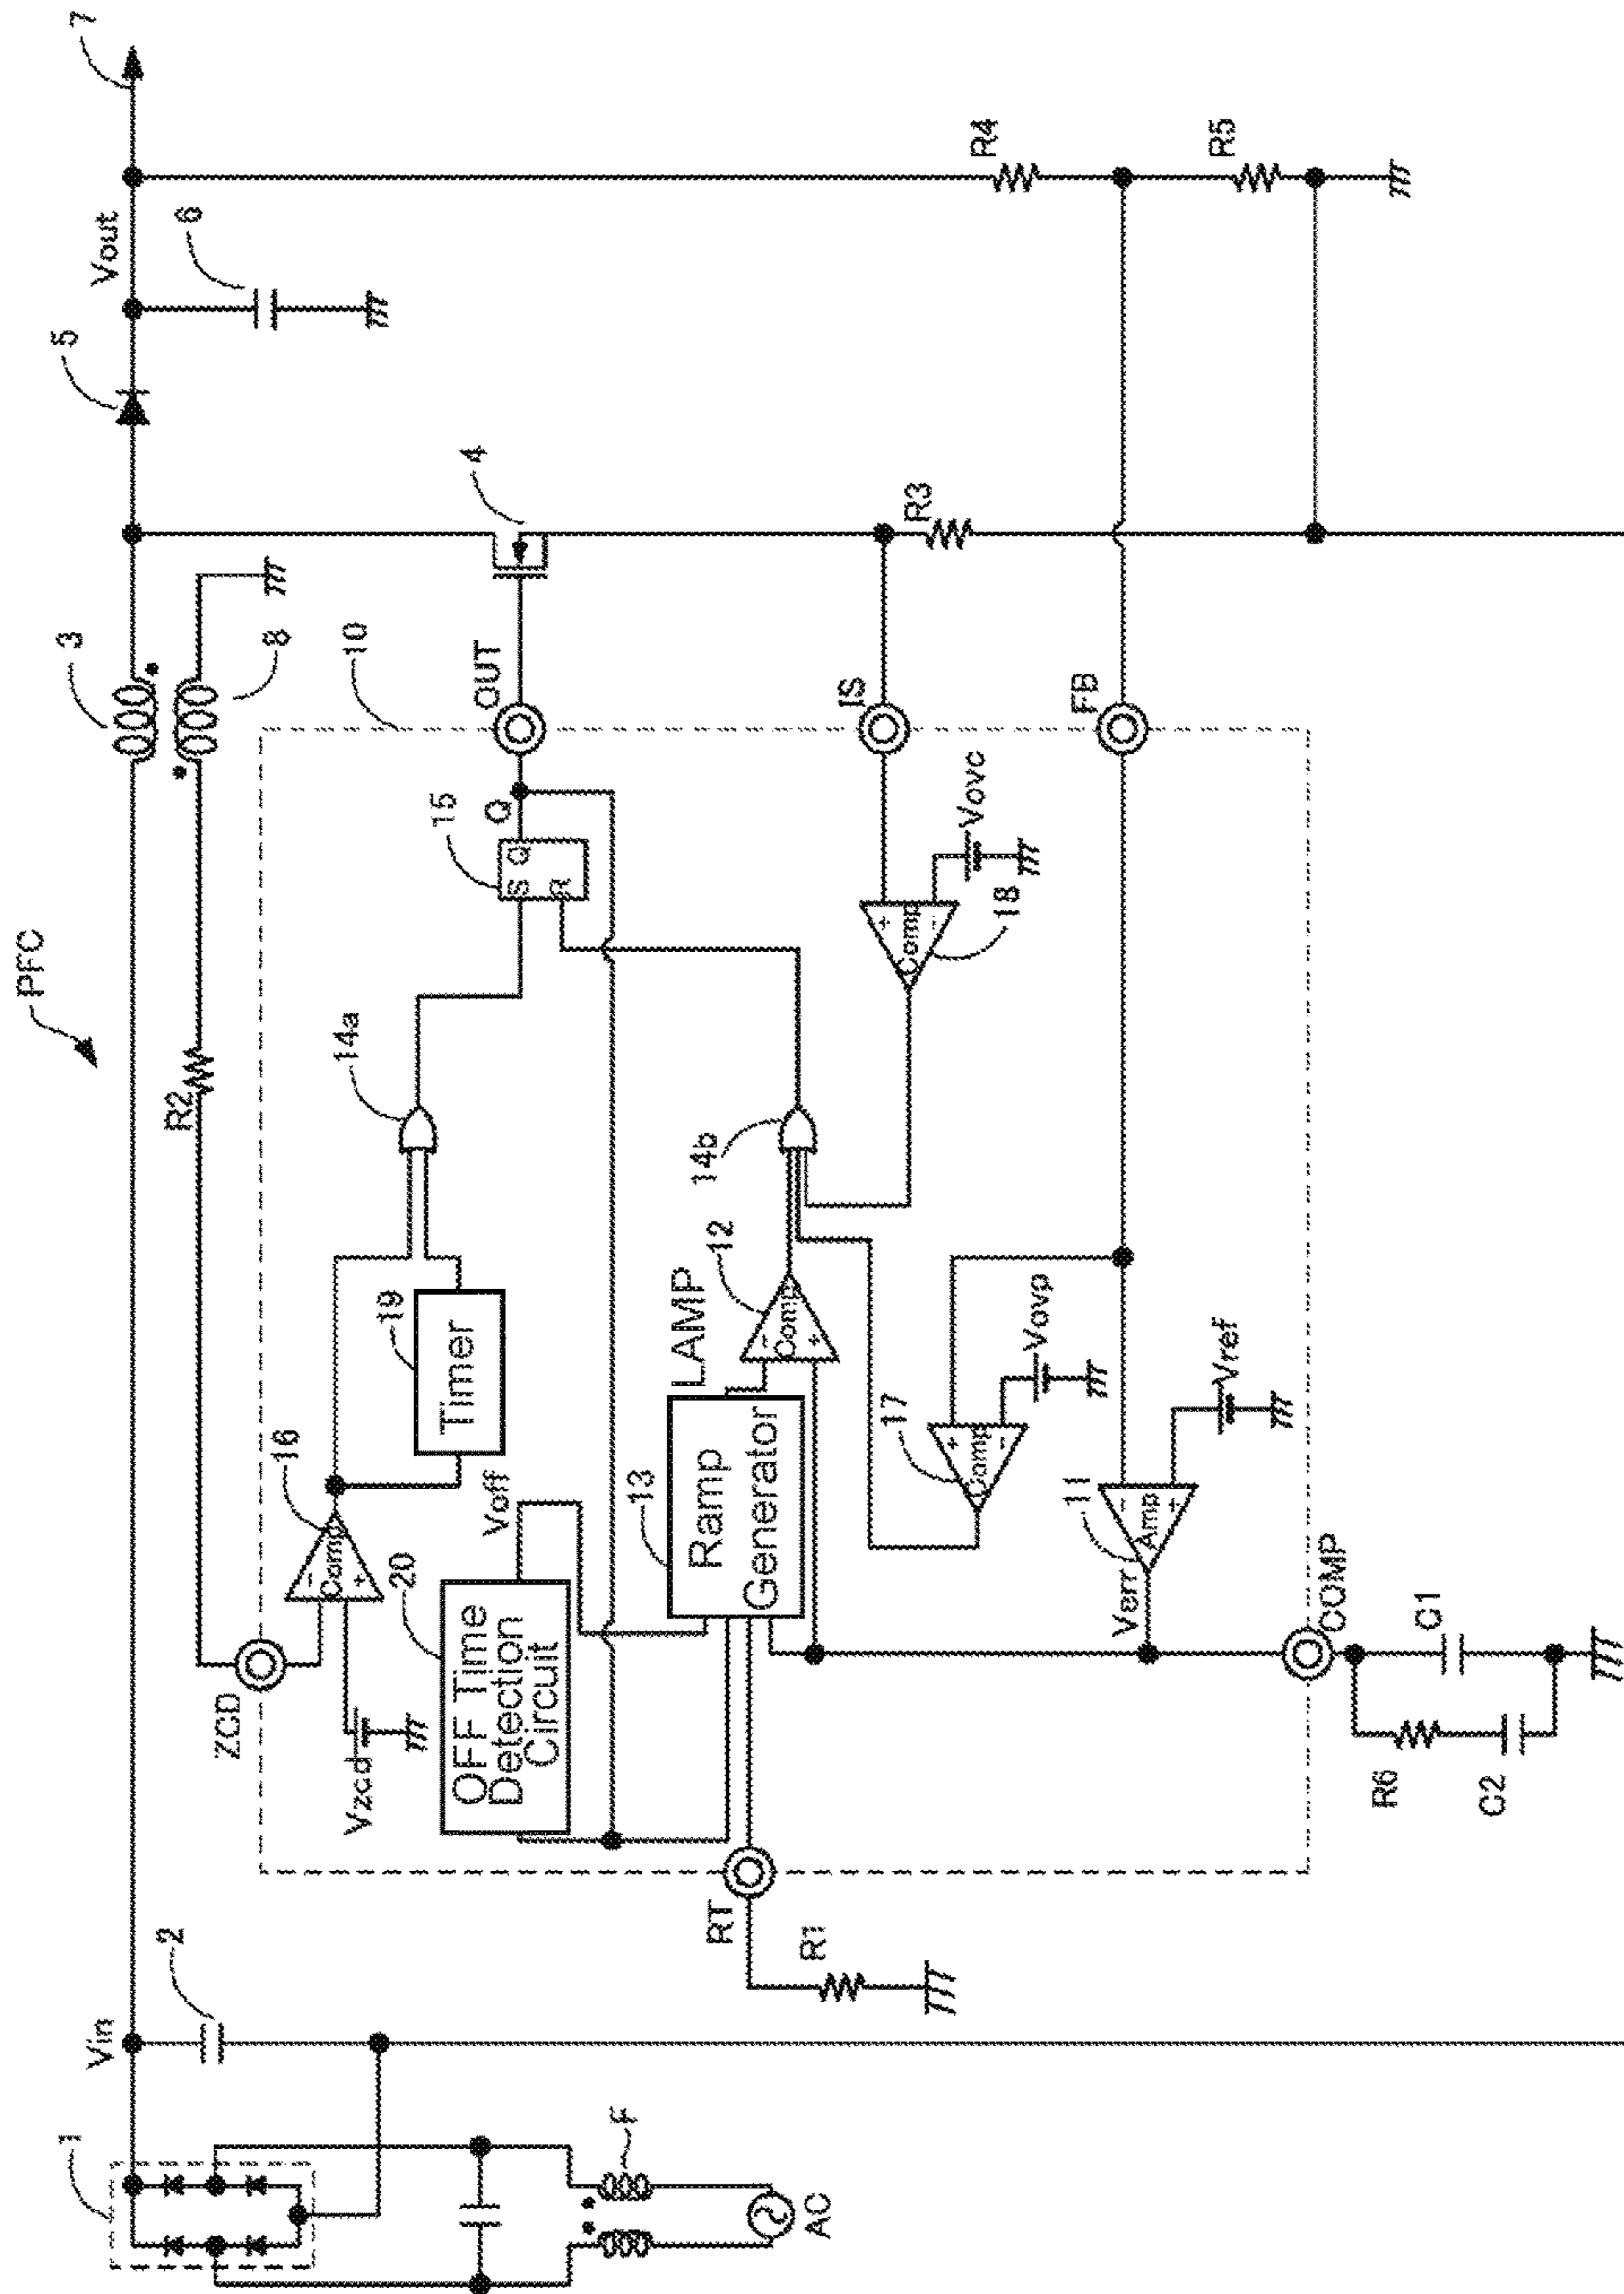 PFC
1
Vin
2
3
8
5
Vout
6
7
R2
4
10
F
AC
ZCD
Vzcd
16
Comp
−
+
19
Timer
14a
15
S
Q
R
Q
OUT
20
OFF Time
Detection
Circuit
Voff
13
Ramp
Generator
LAMP
12
Comp
−
+
14b
RT
R1
17
Comp
+
−
Vovp
18
Comp
+
−
Vovc
IS
R3
11
Amp
−
+
Vref
Verr
FB
R4
R5
COMP
C1
R6
C2